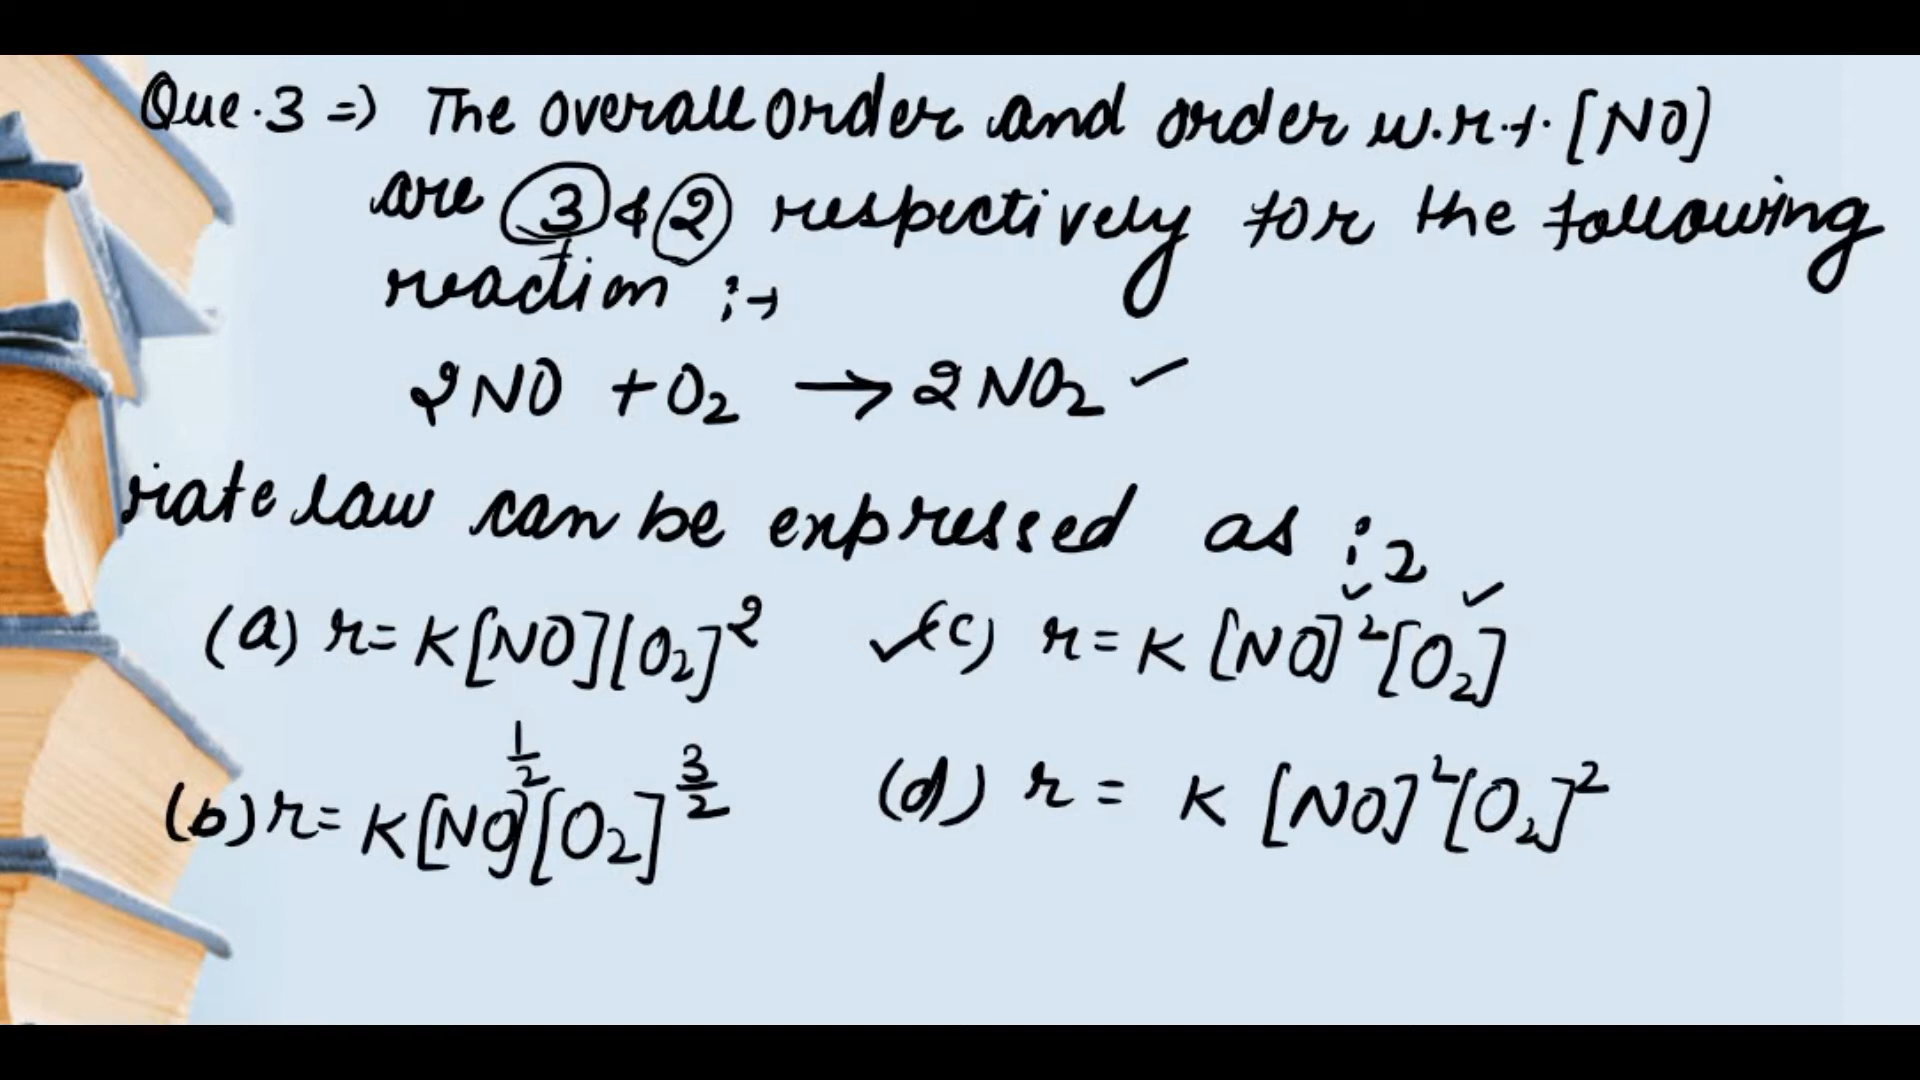 Que.3 => The overall order and order w.r.t. [NO]
are 3 & 2 respectively for the following
reaction :→
2NO + O₂ → 2NO₂ ✓
rate law can be expressed as :2
(a) r = K[NO][O₂]² ✓(c) r = K [NO]²[O₂]
(b) r = K[NO]^1/2[O₂]^3/2 (d) r = K [NO]²[O₂]²